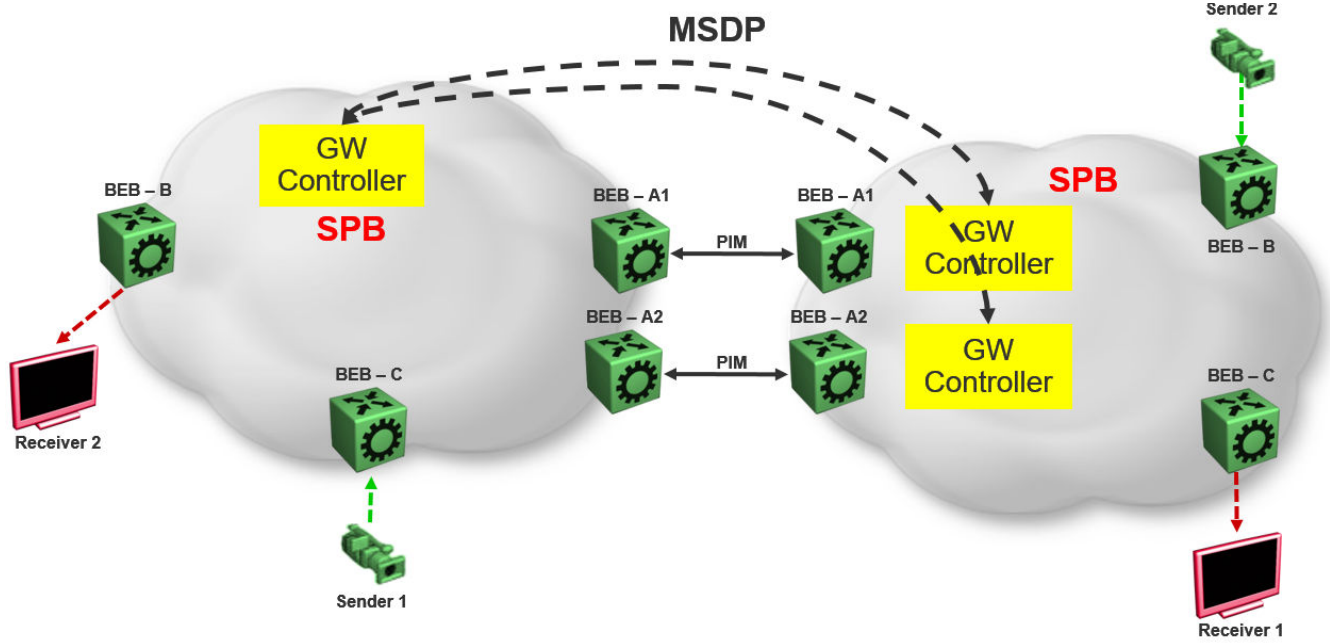 Sender 2
MSDP
GW
Controller
SPB
BEB – B
BEB – A1
BEB – A1
SPB
GW
Controller
BEB – B
PIM
BEB – A2
BEB – A2
GW
Controller
PIM
BEB – C
BEB – C
Receiver 2
Sender 1
Receiver 1